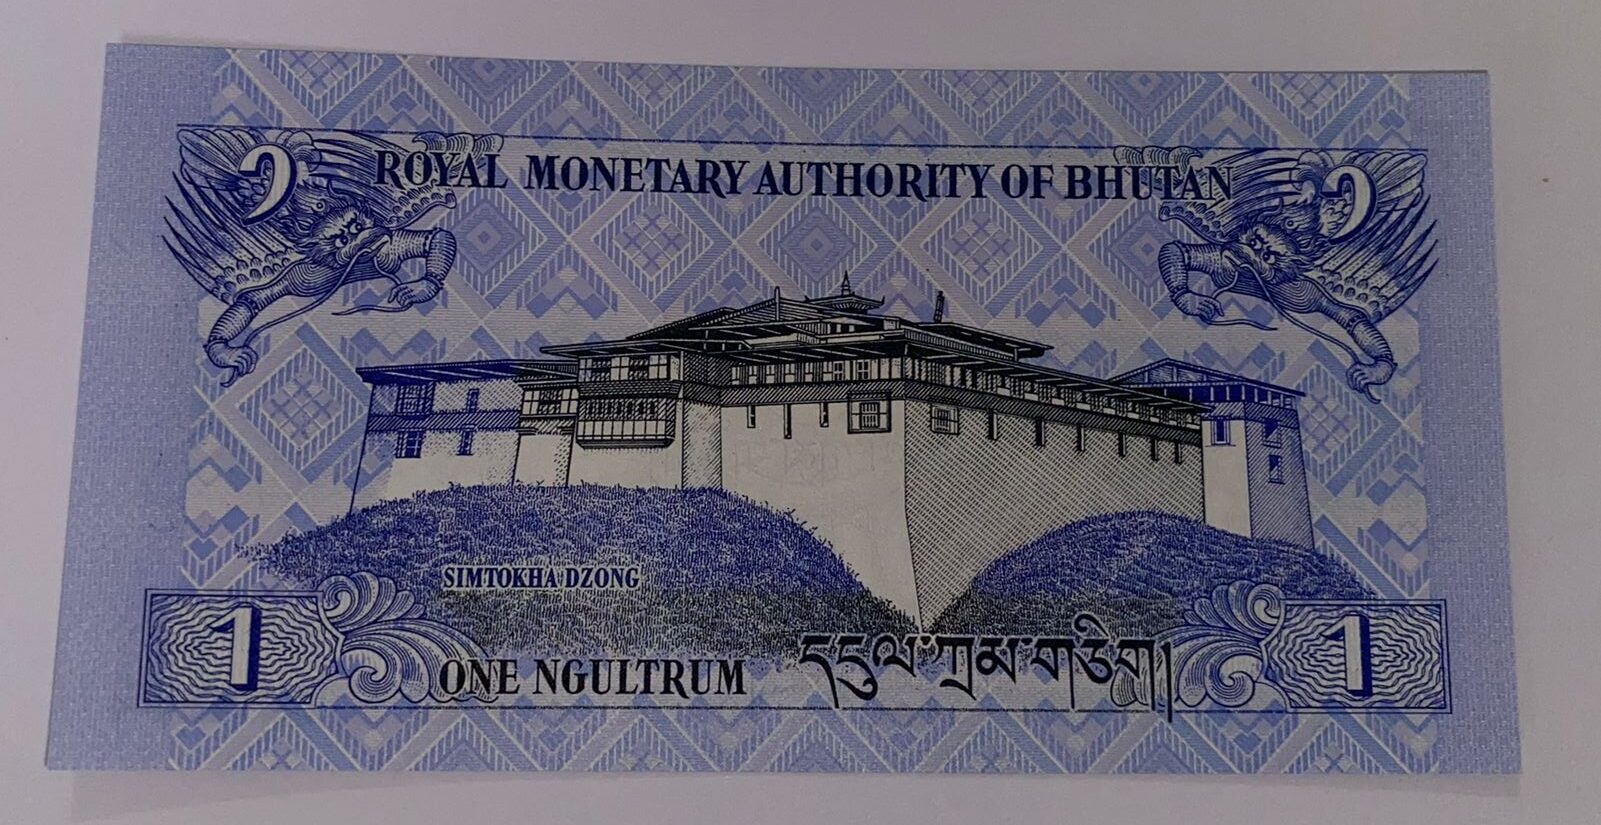 ༡ ROYAL MONETARY AUTHORITY OF BHUTAN ༡
SIMTOKHA DZONG
1 ONE NGULTRUM དངུལ་ཀྲམ་གཅིག། 1